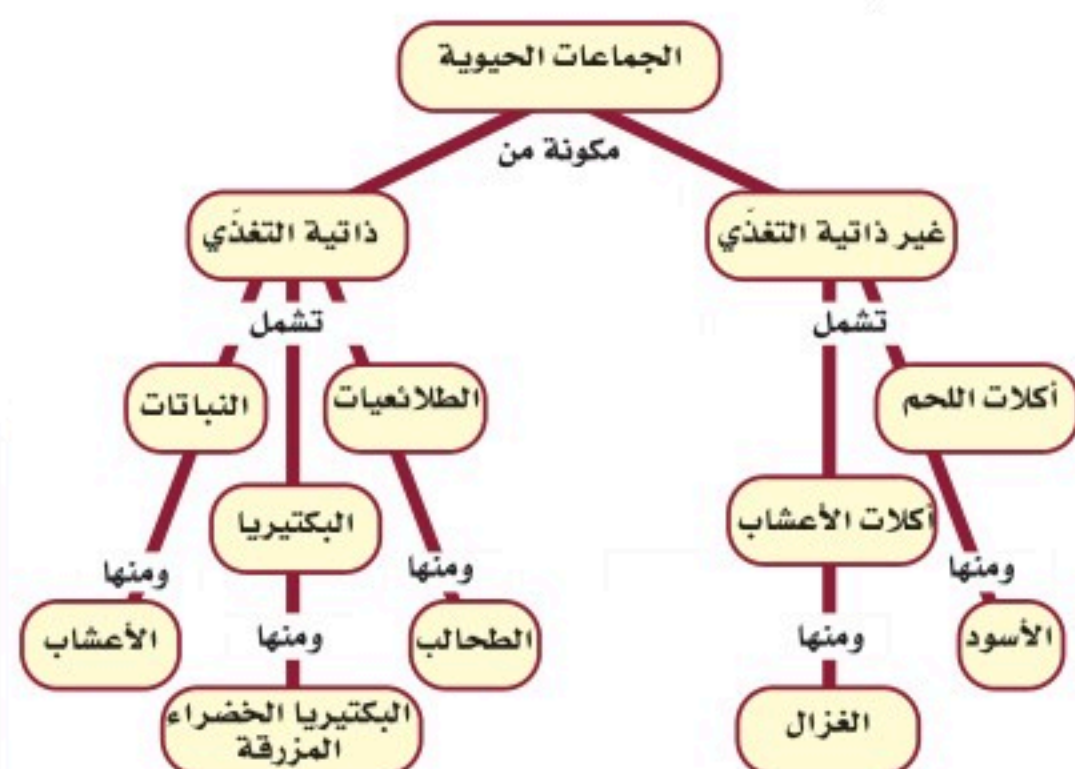 الجماعات الحيوية
مكونة من
غير ذاتية التغذَي
ذاتية التغذَي
تشمل
تشمل
أكلات اللحم
الطلائعيات
النباتات
أكلات الأعشاب
البكتيريا
ومنها
ومنها
ومنها
الأسود
ومنها
الطحالب
ومنها
الأعشاب
الغزال
البكتيريا الخضراء
المزرقة